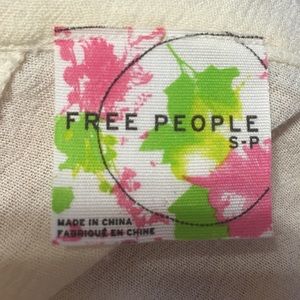 FREE PEOPLE
S-P
MADE IN CHINA
FABRIQUÉ EN CHINE